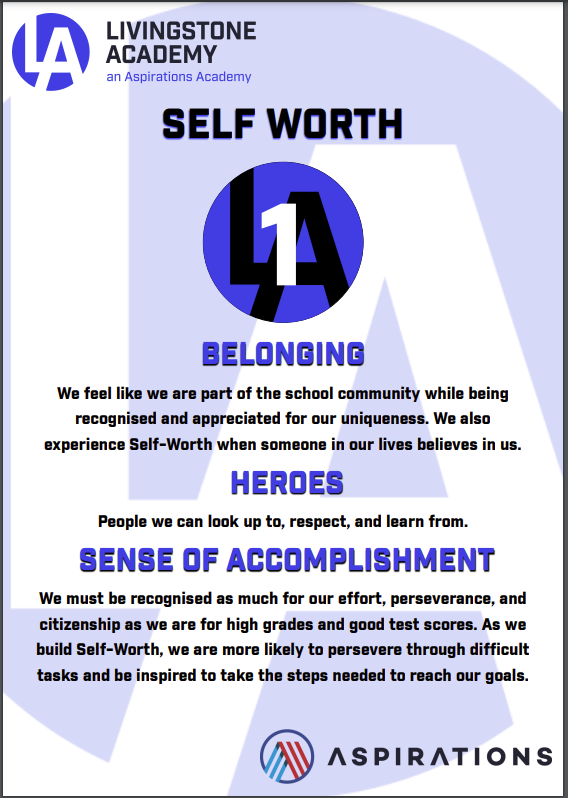 LA
LIVINGSTONE
ACADEMY
an Aspirations Academy
SELF WORTH
LA
1
BELONGING
We feel like we are part of the school community while being
recognised and appreciated for our uniqueness. We also
experience Self-Worth when someone in our lives believes in us.
HEROES
People we can look up to, respect, and learn from.
SENSE OF ACCOMPLISHMENT
We must be recognised as much for our effort, perseverance, and
citizenship as we are for high grades and good test scores. As we
build Self-Worth, we are more likely to persevere through difficult
tasks and be inspired to take the steps needed to reach our goals.
ASPIRATIONS